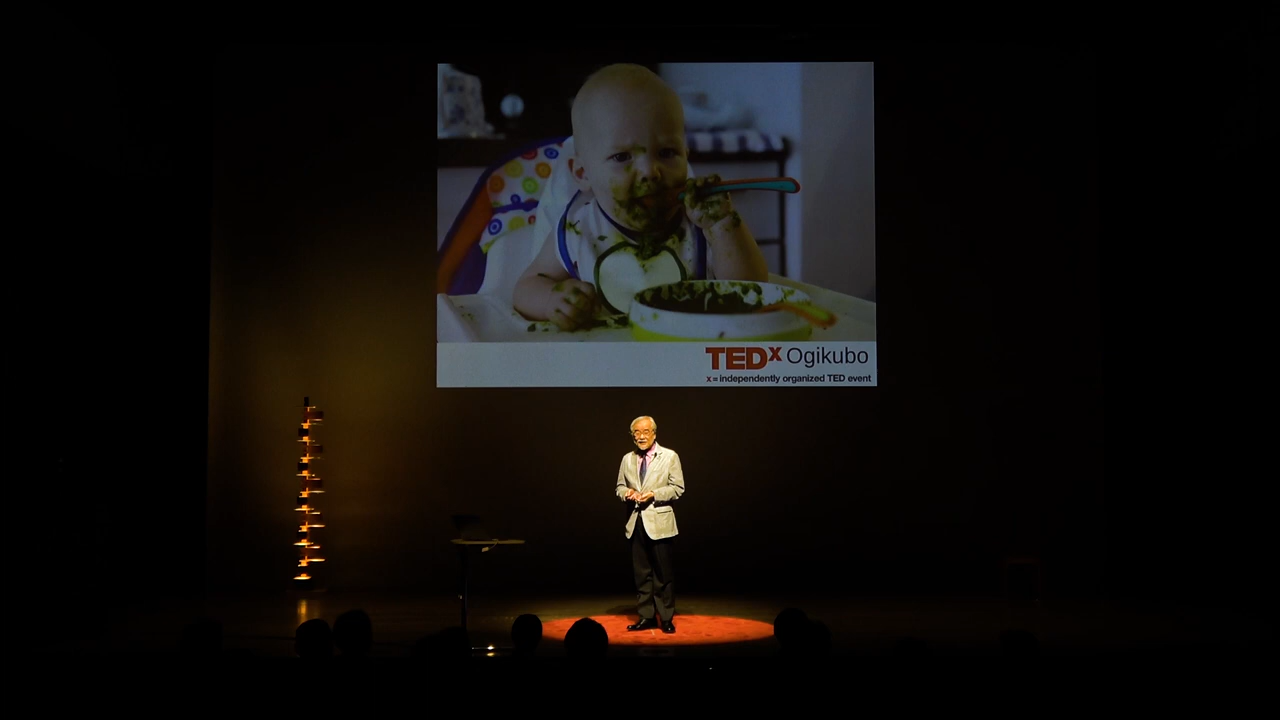 TEDx Ogikubo
x = independently organized TED event